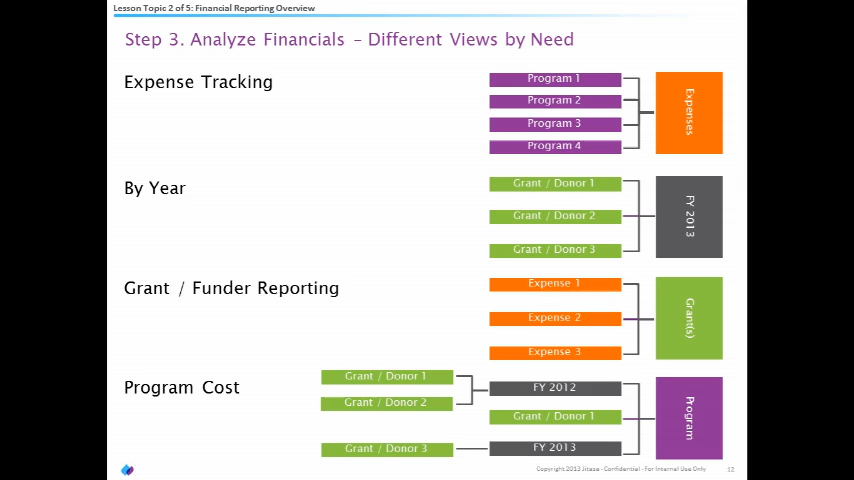 Lesson Topic 2 of 5: Financial Reporting Overview
Step 3. Analyze Financials – Different Views by Need
Expense Tracking
Program 1
Program 2
Program 3
Program 4
Expenses
By Year
Grant / Donor 1
Grant / Donor 2
Grant / Donor 3
FY 2013
Grant / Funder Reporting
Expense 1
Expense 2
Expense 3
Grant(s)
Program Cost
Grant / Donor 1
Grant / Donor 2
Grant / Donor 3
FY 2012
Grant / Donor 1
FY 2013
Program
Copyright 2013 Jitasa - Confidential - For Internal Use Only
12